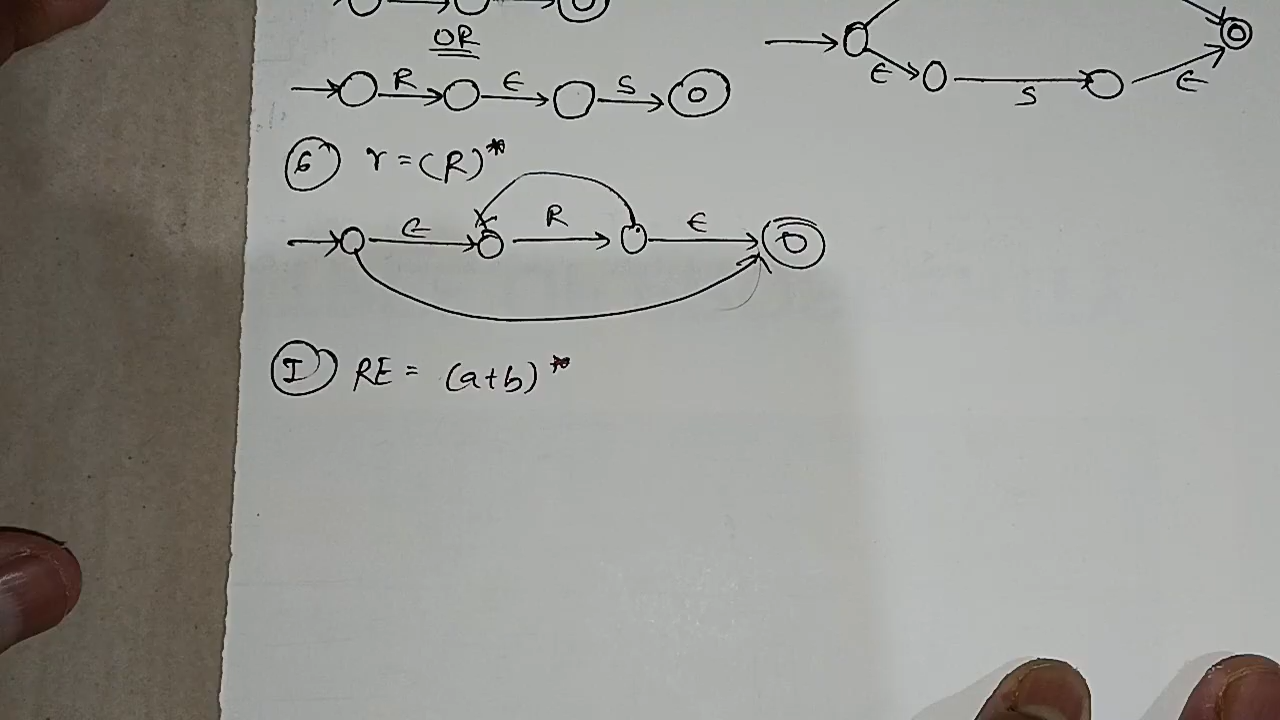 OR
R ϵ S
ϵ S ϵ
6 r = (R)*
ϵ R ϵ
I RE = (a+b)*